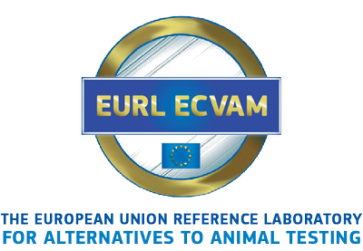 EURL ECVAM
THE EUROPEAN UNION REFERENCE LABORATORY
FOR ALTERNATIVES TO ANIMAL TESTING